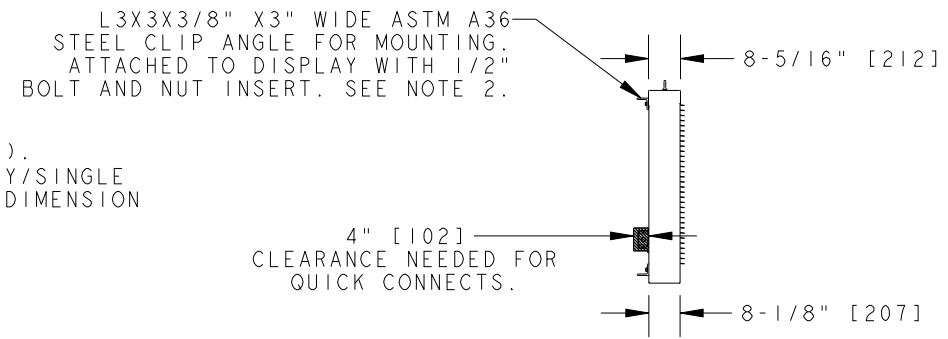 L3X3X3/8" X3" WIDE ASTM A36
STEEL CLIP ANGLE FOR MOUNTING.
ATTACHED TO DISPLAY WITH 1/2"
BOLT AND NUT INSERT. SEE NOTE 2.
8-5/16" [212]
).
Y/SINGLE
DIMENSION
4" [102]
CLEARANCE NEEDED FOR
QUICK CONNECTS.
8-1/8" [207]